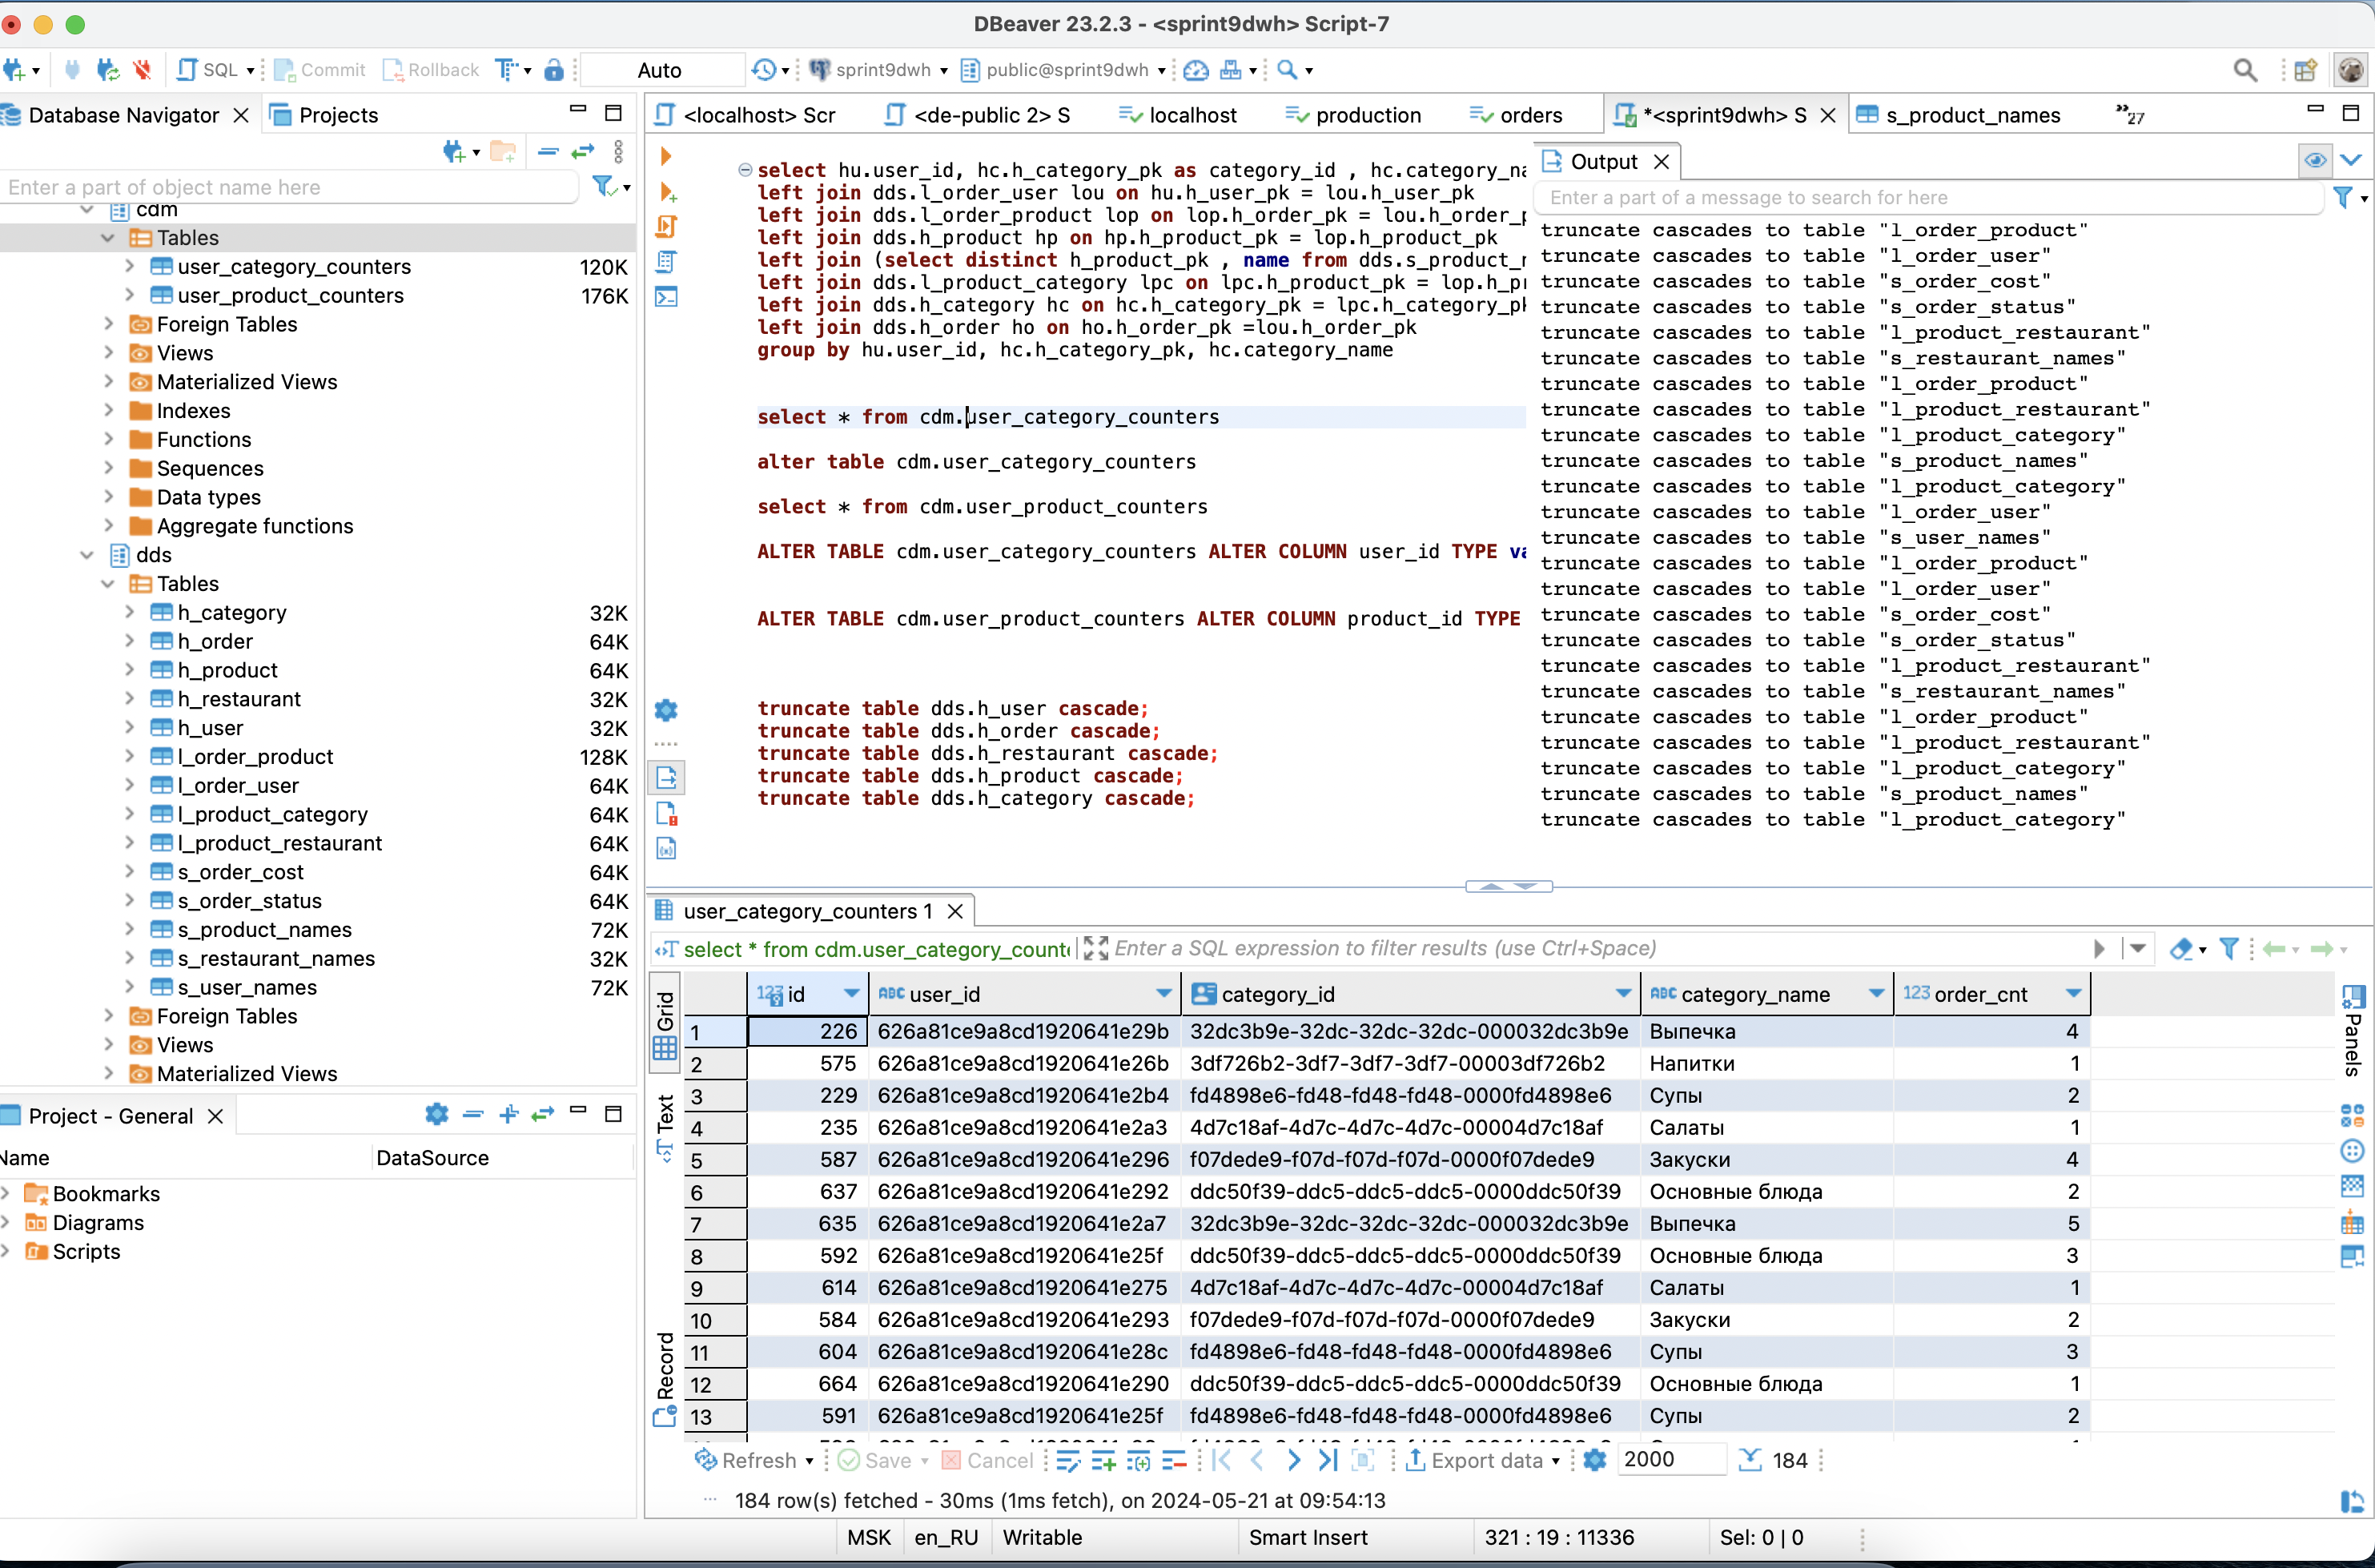 DBeaver 23.2.3 - <sprint9dwh> Script-7
SQL Commit Rollback Auto sprint9dwh public@sprint9dwh
Database Navigator Projects
Enter a part of object name here
cdm
Tables
user_category_counters 120K
user_product_counters 176K
Foreign Tables
Views
Materialized Views
Indexes
Functions
Sequences
Data types
Aggregate functions
dds
Tables
h_category 32K
h_order 64K
h_product 64K
h_restaurant 32K
h_user 32K
l_order_product 128K
l_order_user 64K
l_product_category 64K
l_product_restaurant 64K
s_order_cost 64K
s_order_status 64K
s_product_names 72K
s_restaurant_names 32K
s_user_names 72K
Foreign Tables
Views
Materialized Views
Project - General
Name DataSource
Bookmarks
Diagrams
Scripts
<localhost> Scr <de-public 2> S localhost production orders *<sprint9dwh> S s_product_names »27
select hu.user_id, hc.h_category_pk as category_id , hc.category_na
left join dds.l_order_user lou on hu.h_user_pk = lou.h_user_pk
left join dds.l_order_product lop on lop.h_order_pk = lou.h_order_p
left join dds.h_product hp on hp.h_product_pk = lop.h_product_pk
left join (select distinct h_product_pk , name from dds.s_product_n
left join dds.l_product_category lpc on lpc.h_product_pk = lop.h_pr
left join dds.h_category hc on hc.h_category_pk = lpc.h_category_pk
left join dds.h_order ho on ho.h_order_pk =lou.h_order_pk
group by hu.user_id, hc.h_category_pk, hc.category_name
select * from cdm.user_category_counters
alter table cdm.user_category_counters
select * from cdm.user_product_counters
ALTER TABLE cdm.user_category_counters ALTER COLUMN user_id TYPE va
ALTER TABLE cdm.user_product_counters ALTER COLUMN product_id TYPE
truncate table dds.h_user cascade;
truncate table dds.h_order cascade;
truncate table dds.h_restaurant cascade;
truncate table dds.h_product cascade;
truncate table dds.h_category cascade;
Output
Enter a part of a message to search for here
truncate cascades to table "l_order_product"
truncate cascades to table "l_order_user"
truncate cascades to table "s_order_cost"
truncate cascades to table "s_order_status"
truncate cascades to table "l_product_restaurant"
truncate cascades to table "s_restaurant_names"
truncate cascades to table "l_order_product"
truncate cascades to table "l_product_restaurant"
truncate cascades to table "l_product_category"
truncate cascades to table "s_product_names"
truncate cascades to table "l_product_category"
truncate cascades to table "l_order_user"
truncate cascades to table "s_user_names"
truncate cascades to table "l_order_product"
truncate cascades to table "l_order_user"
truncate cascades to table "s_order_cost"
truncate cascades to table "s_order_status"
truncate cascades to table "l_product_restaurant"
truncate cascades to table "s_restaurant_names"
truncate cascades to table "l_order_product"
truncate cascades to table "l_product_restaurant"
truncate cascades to table "l_product_category"
truncate cascades to table "s_product_names"
truncate cascades to table "l_product_category"
user_category_counters 1
select * from cdm.user_category_counte Enter a SQL expression to filter results (use Ctrl+Space)
Grid
Text
Record
Panels
123 id ABC user_id category_id ABC category_name 123 order_cnt
1 226 626a81ce9a8cd1920641e29b 32dc3b9e-32dc-32dc-32dc-000032dc3b9e Выпечка 4
2 575 626a81ce9a8cd1920641e26b 3df726b2-3df7-3df7-3df7-00003df726b2 Напитки 1
3 229 626a81ce9a8cd1920641e2b4 fd4898e6-fd48-fd48-fd48-0000fd4898e6 Супы 2
4 235 626a81ce9a8cd1920641e2a3 4d7c18af-4d7c-4d7c-4d7c-00004d7c18af Салаты 1
5 587 626a81ce9a8cd1920641e296 f07dede9-f07d-f07d-f07d-0000f07dede9 Закуски 4
6 637 626a81ce9a8cd1920641e292 ddc50f39-ddc5-ddc5-ddc5-0000ddc50f39 Основные блюда 2
7 635 626a81ce9a8cd1920641e2a7 32dc3b9e-32dc-32dc-32dc-000032dc3b9e Выпечка 5
8 592 626a81ce9a8cd1920641e25f ddc50f39-ddc5-ddc5-ddc5-0000ddc50f39 Основные блюда 3
9 614 626a81ce9a8cd1920641e275 4d7c18af-4d7c-4d7c-4d7c-00004d7c18af Салаты 1
10 584 626a81ce9a8cd1920641e293 f07dede9-f07d-f07d-f07d-0000f07dede9 Закуски 2
11 604 626a81ce9a8cd1920641e28c fd4898e6-fd48-fd48-fd48-0000fd4898e6 Супы 3
12 664 626a81ce9a8cd1920641e290 ddc50f39-ddc5-ddc5-ddc5-0000ddc50f39 Основные блюда 1
13 591 626a81ce9a8cd1920641e25f fd4898e6-fd48-fd48-fd48-0000fd4898e6 Супы 2
Refresh Save Cancel Export data 2000 184
184 row(s) fetched - 30ms (1ms fetch), on 2024-05-21 at 09:54:13
MSK en_RU Writable Smart Insert 321 : 19 : 11336 Sel: 0 | 0